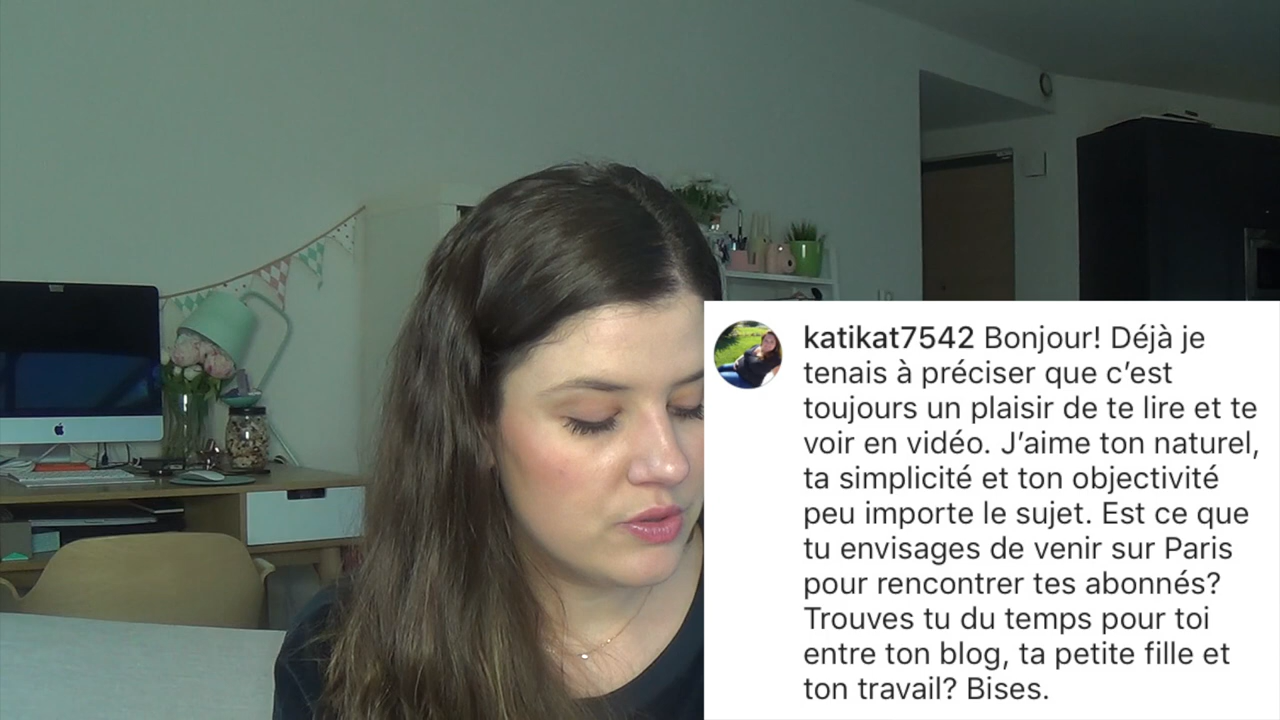 katikat7542 Bonjour! Déjà je
tenais à préciser que c’est
toujours un plaisir de te lire et te
voir en vidéo. J’aime ton naturel,
ta simplicité et ton objectivité
peu importe le sujet. Est ce que
tu envisages de venir sur Paris
pour rencontrer tes abonnés?
Trouves tu du temps pour toi
entre ton blog, ta petite fille et
ton travail? Bises.